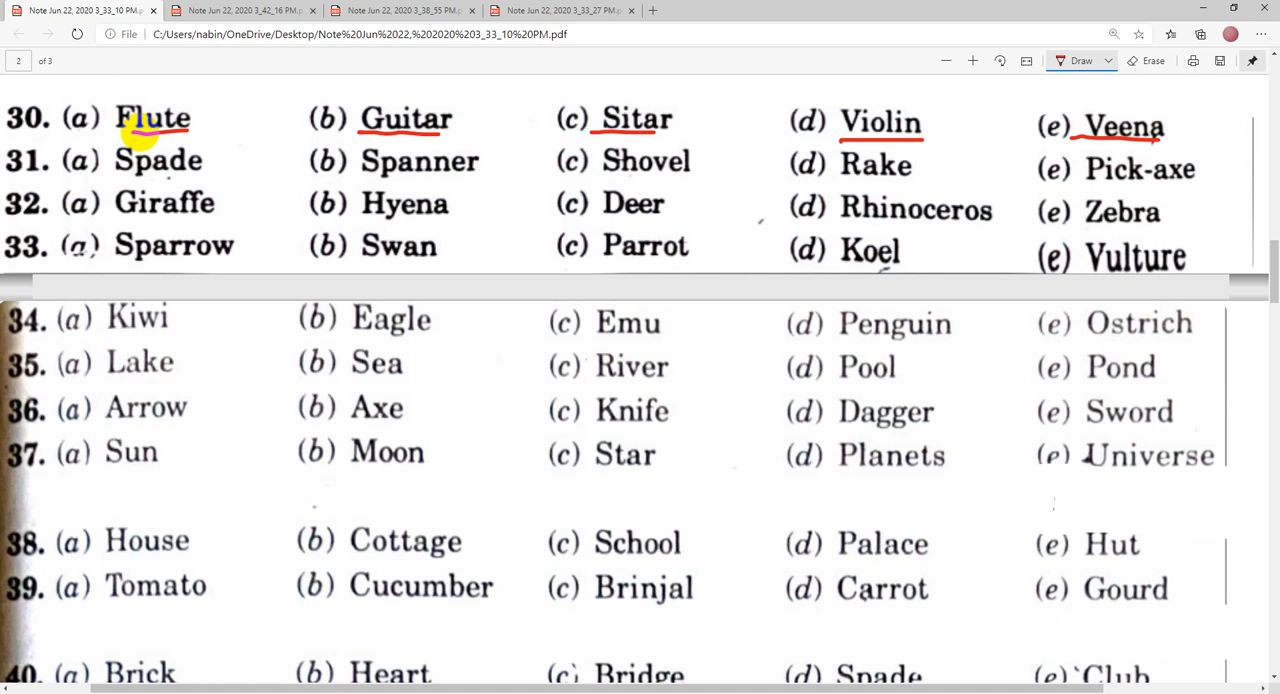 Note Jun 22, 2020 3_33_10 PM.p
Note Jun 22, 2020 3_42_16 PM.p
Note Jun 22, 2020 3_38_55 PM.p
Note Jun 22, 2020 3_33_27 PM.p
File C:/Users/nabin/OneDrive/Desktop/Note%20Jun%2022,%202020%203_33_10%20PM.pdf
2 of 3 Draw Erase
30. (a) Flute (b) Guitar (c) Sitar (d) Violin (e) Veena
31. (a) Spade (b) Spanner (c) Shovel (d) Rake (e) Pick-axe
32. (a) Giraffe (b) Hyena (c) Deer (d) Rhinoceros (e) Zebra
33. (a) Sparrow (b) Swan (c) Parrot (d) Koel (e) Vulture
34. (a) Kiwi (b) Eagle (c) Emu (d) Penguin (e) Ostrich
35. (a) Lake (b) Sea (c) River (d) Pool (e) Pond
36. (a) Arrow (b) Axe (c) Knife (d) Dagger (e) Sword
37. (a) Sun (b) Moon (c) Star (d) Planets (e) Universe
38. (a) House (b) Cottage (c) School (d) Palace (e) Hut
39. (a) Tomato (b) Cucumber (c) Brinjal (d) Carrot (e) Gourd
40. (a) Brick (b) Heart (c) Bridge (d) Spade (e) Club